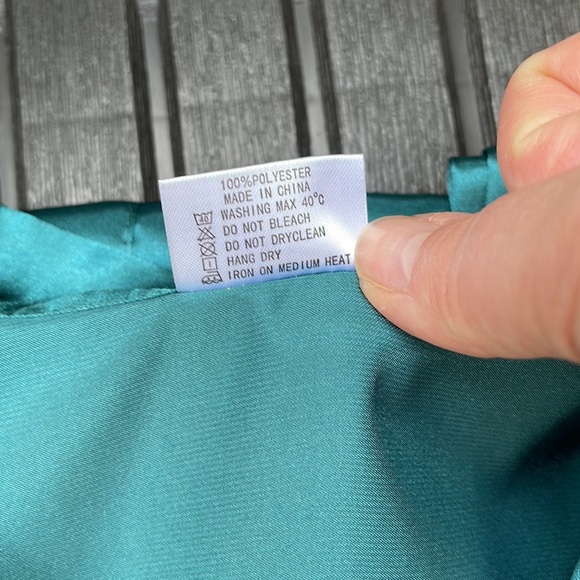 100%POLYESTER
MADE IN CHINA
WASHING MAX 40°C
DO NOT BLEACH
DO NOT DRYCLEAN
HANG DRY
IRON ON MEDIUM HEAT